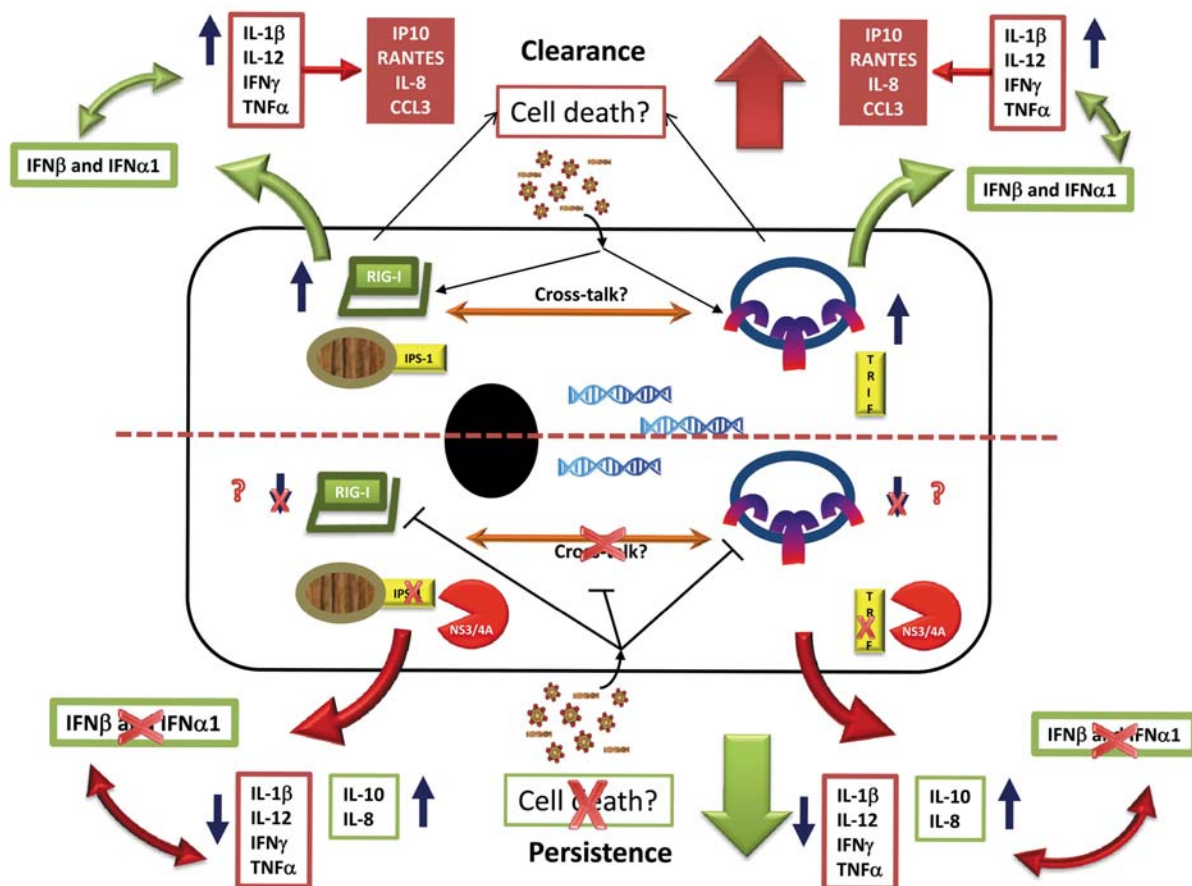 IL-1β
IL-12
IFNγ
TNFα
IP10
RANTES
IL-8
CCL3
Clearance
Cell death?
IP10
RANTES
IL-8
CCL3
IL-1β
IL-12
IFNγ
TNFα
IFNβ and IFNα1
IFNβ and IFNα1
RIG-I
Cross-talk?
IPS-1
TRIF
?
RIG-I
?
Cross-talk?
IPS-1
NS3/4A
TRIF
NS3/4A
IFNβ and IFNα1
IFNβ and IFNα1
IL-1β
IL-12
IFNγ
TNFα
IL-10
IL-8
Cell death?
Persistence
IL-1β
IL-12
IFNγ
TNFα
IL-10
IL-8